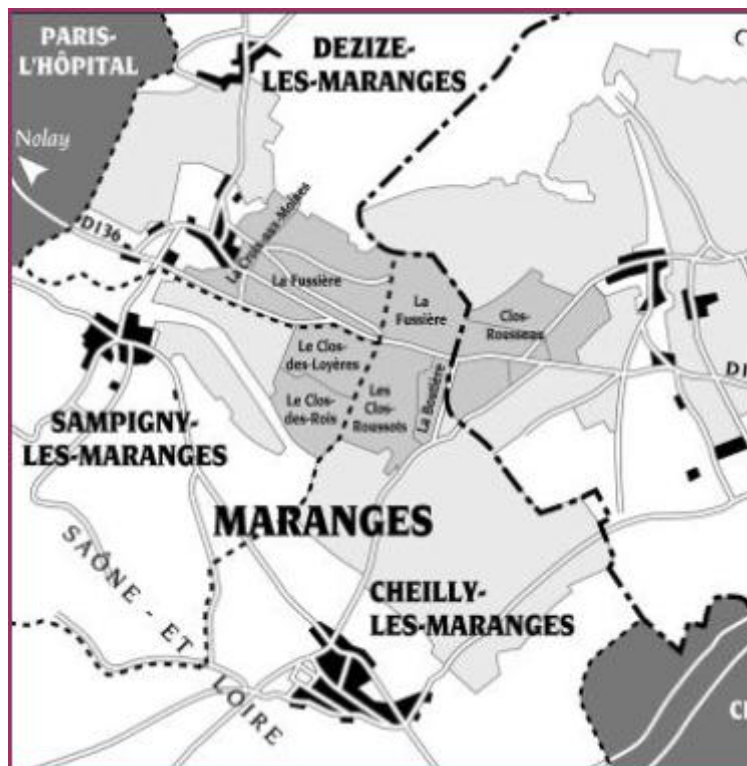 PARIS-
L'HÔPITAL
DEZIZE-
LES-MARANGES
C
Nolay
D136
La Croix-aux-Moines
La Fussière
La
Fussière
Clos-
Rousseau
Le Clos-
des-Loyères
Le Clos-
des-Rois
Les
Clos-
Roussots
La Boutière
D1
SAMPIGNY-
LES-MARANGES
MARANGES
CHEILLY-
LES-MARANGES
SAÔNE - ET
LOIRE
CH